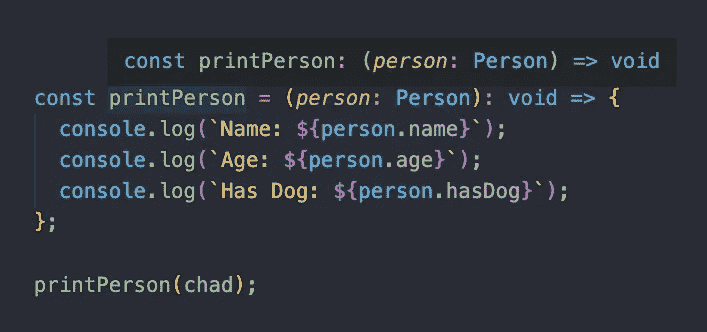 const printPerson: (person: Person) => void
const printPerson = (person: Person): void => {
  console.log(`Name: ${person.name}`);
  console.log(`Age: ${person.age}`);
  console.log(`Has Dog: ${person.hasDog}`);
};
printPerson(chad);